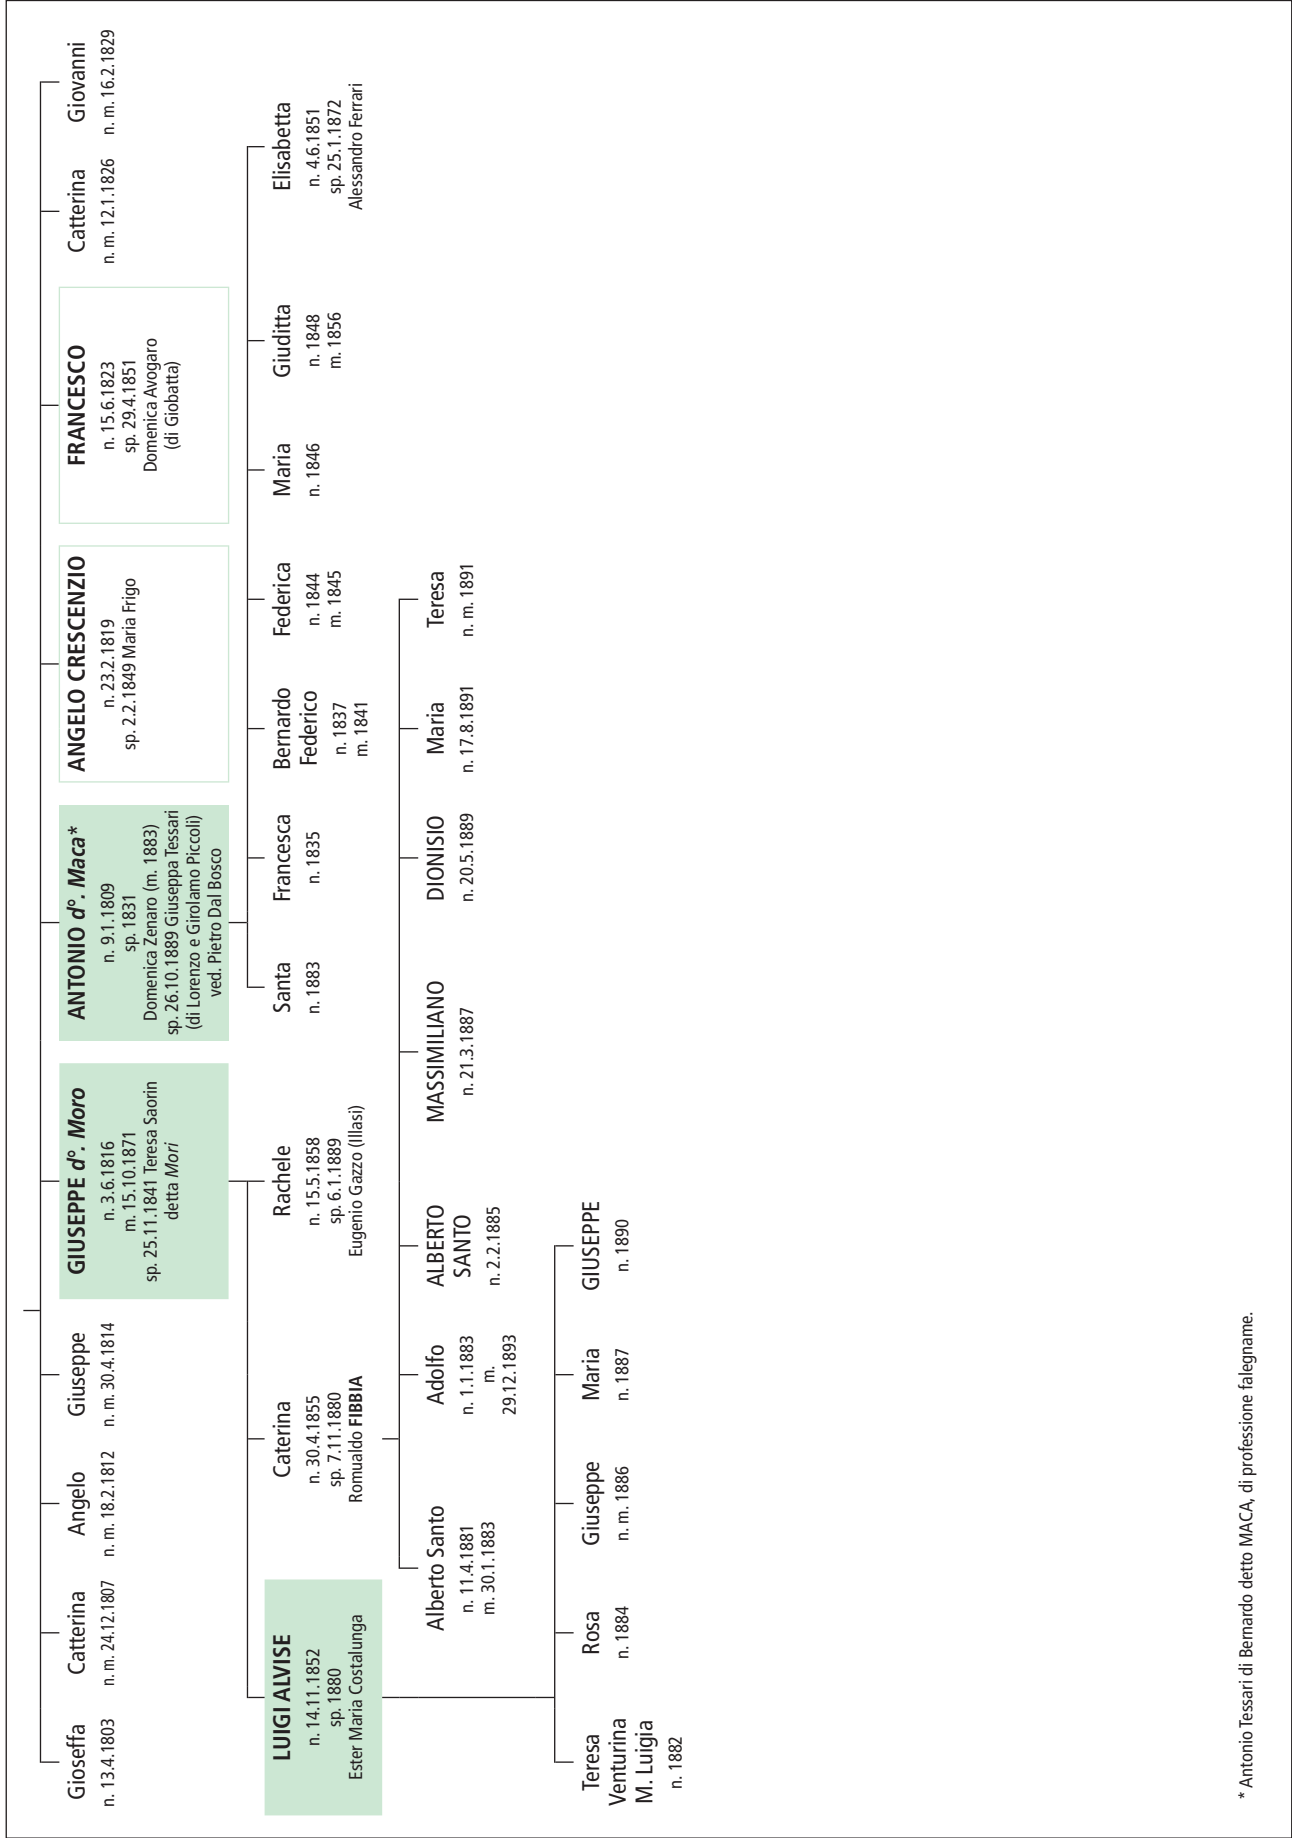 Gioseffa
n. 13.4.1803
Catterina
n. m. 24.12.1807
Angelo
n. m. 18.2.1812
Giuseppe
n. m. 30.4.1814
GIUSEPPE d°. Moro
n. 3.6.1816
m. 15.10.1871
sp. 25.11.1841 Teresa Saorin
detta Mori
ANTONIO d°. Maca*
n. 9.1.1809
sp. 1831
Domenica Zenaro (m. 1883)
sp. 26.10.1889 Giuseppa Tessari
(di Lorenzo e Girolamo Piccoli)
ved. Pietro Dal Bosco
ANGELO CRESCENZIO
n. 23.2.1819
sp. 2.2.1849 Maria Frigo
FRANCESCO
n. 15.6.1823
sp. 29.4.1851
Domenica Avogaro
(di Giobatta)
Catterina
n. m. 12.1.1826
Giovanni
n. m. 16.2.1829
LUIGI ALVISE
n. 14.11.1852
sp. 1880
Ester Maria Costalunga
Caterina
n. 30.4.1855
sp. 7.11.1880
Romualdo FIBBIA
Rachele
n. 15.5.1858
sp. 6.1.1889
Eugenio Gazzo (Illasi)
Santa
n. 1883
Francesca
n. 1835
Bernardo
Federico
n. 1837
m. 1841
Federica
n. 1844
m. 1845
Maria
n. 1846
Giuditta
n. 1848
m. 1856
Elisabetta
n. 4.6.1851
sp. 25.1.1872
Alessandro Ferrari
Alberto Santo
n. 11.4.1881
m. 30.1.1883
Adolfo
n. 1.1.1883
m.
29.12.1893
ALBERTO
SANTO
n. 2.2.1885
MASSIMILIANO
n. 21.3.1887
DIONISIO
n. 20.5.1889
Maria
n. 17.8.1891
Teresa
n. m. 1891
Teresa
Venturina
M. Luigia
n. 1882
Rosa
n. 1884
Giuseppe
n. m. 1886
Maria
n. 1887
GIUSEPPE
n. 1890
* Antonio Tessari di Bernardo detto MACA, di professione falegname.